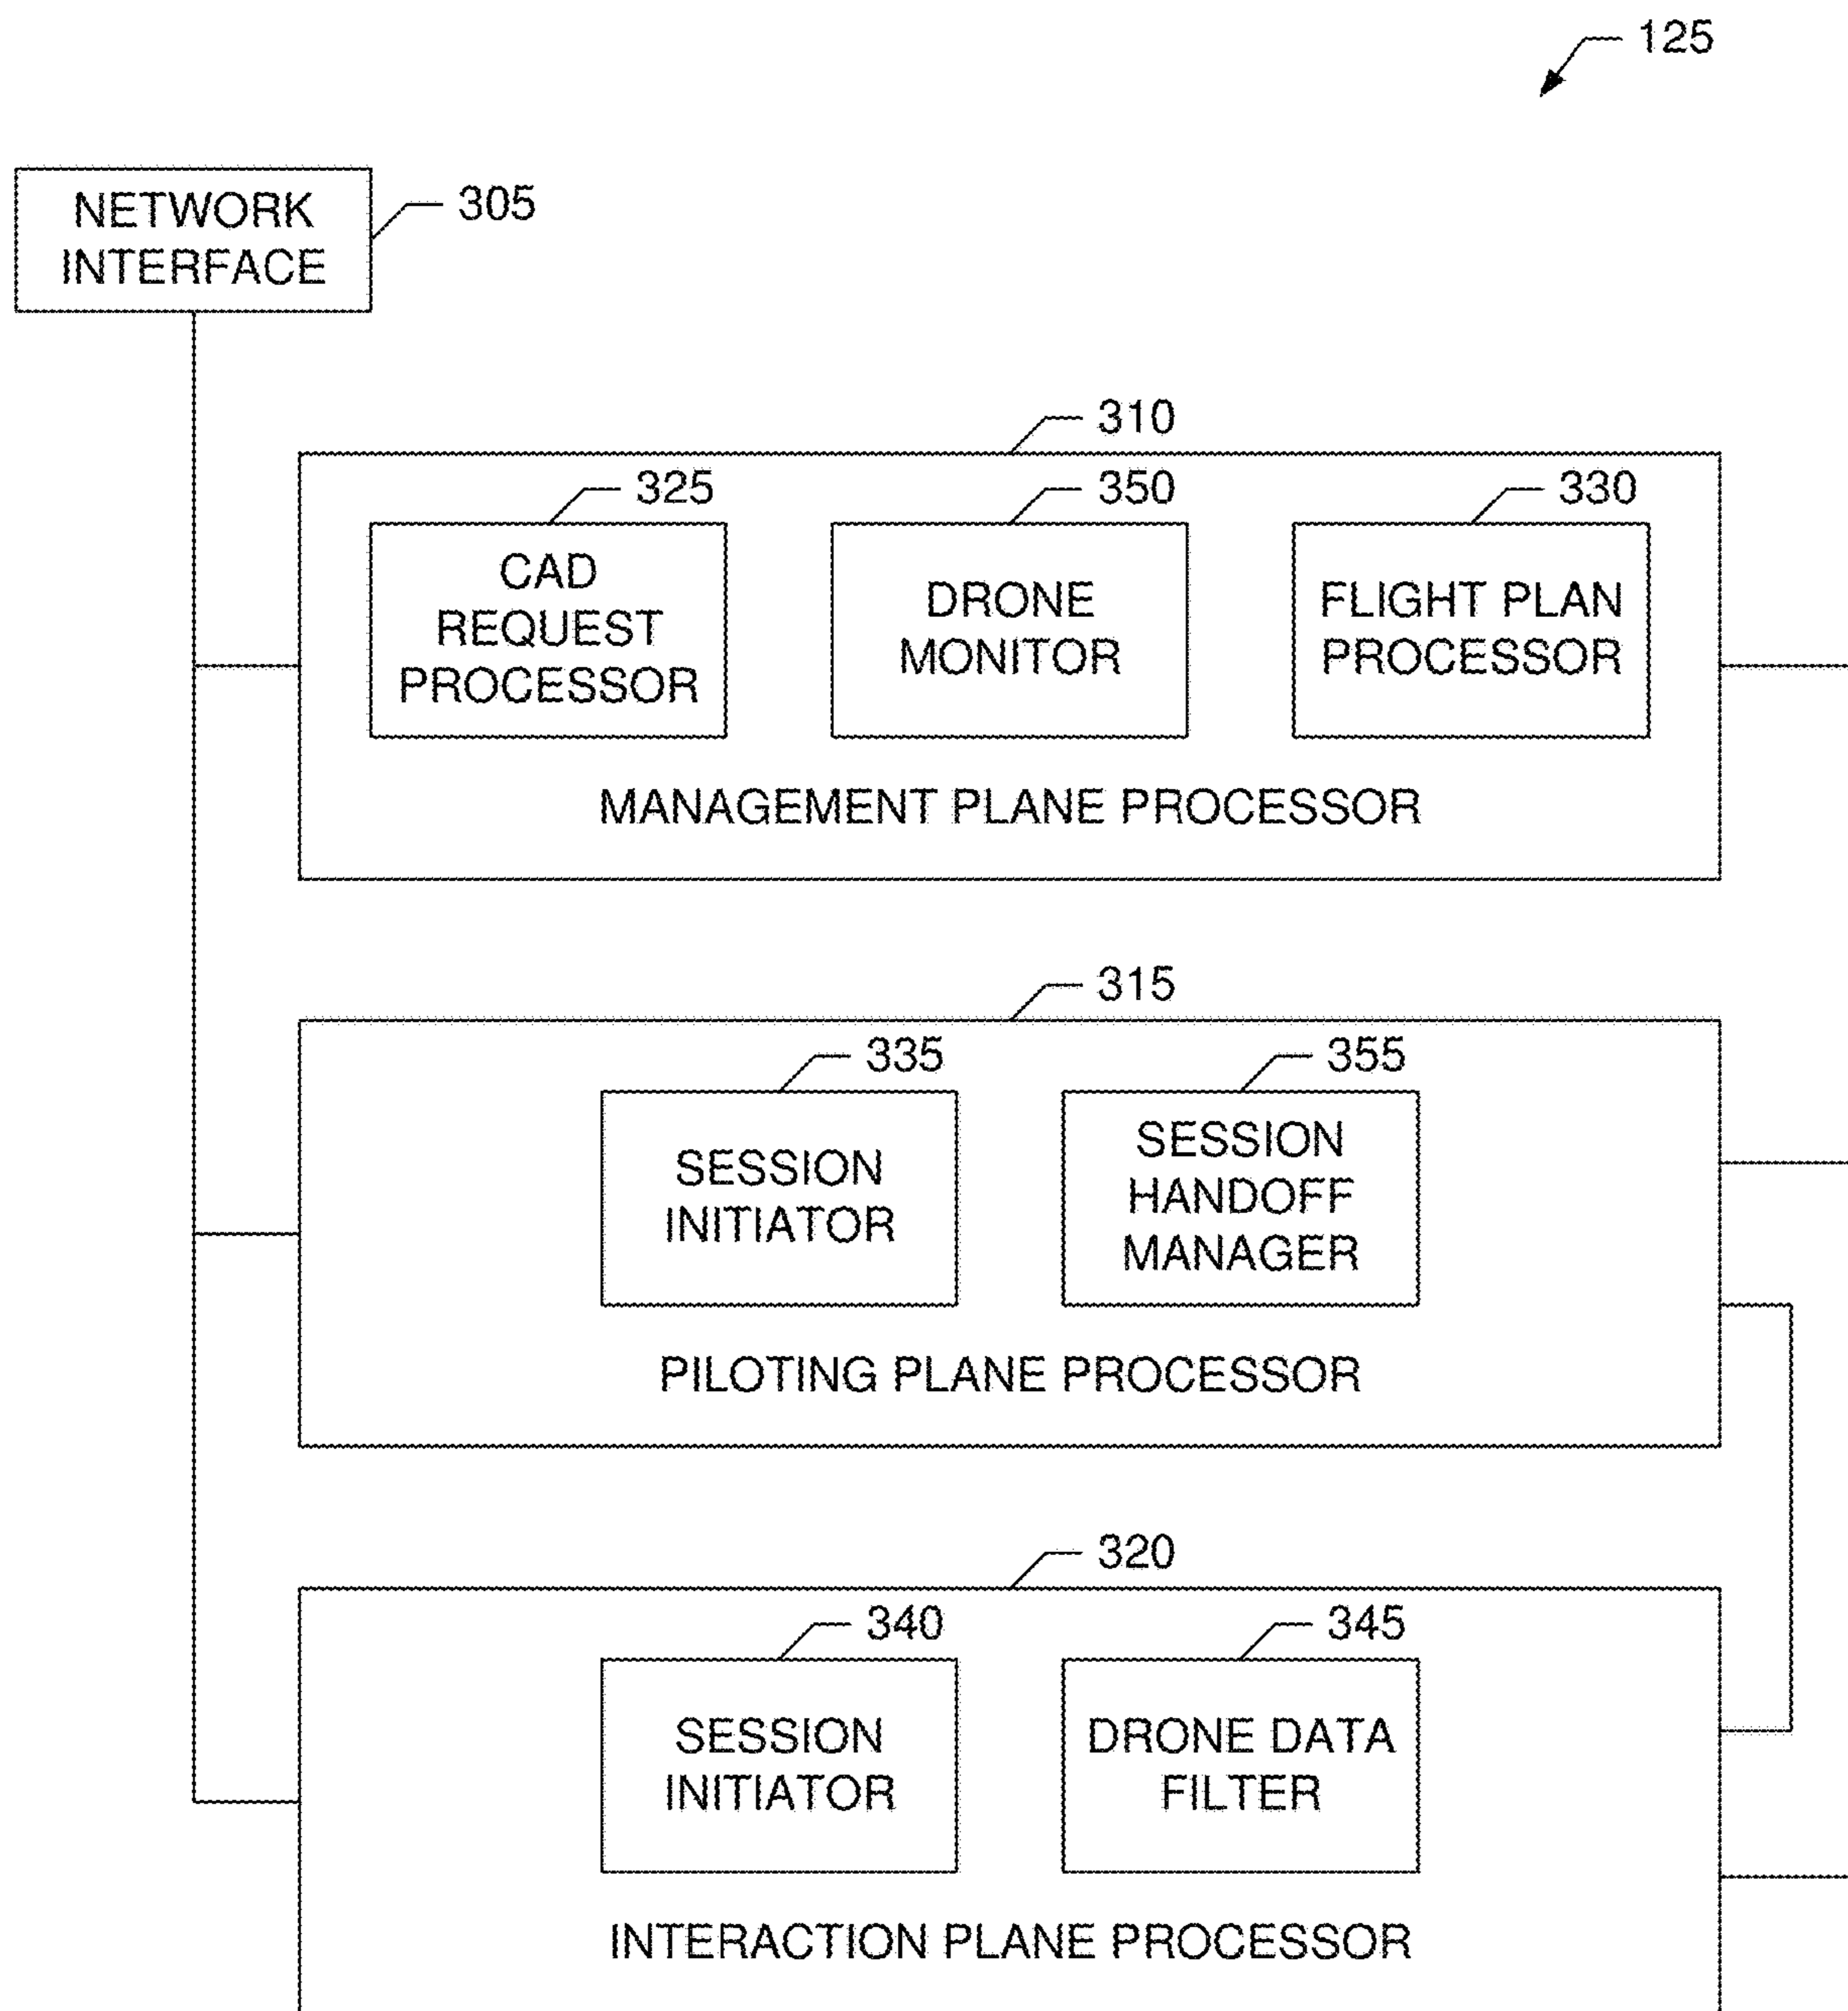 125
NETWORK
INTERFACE
305
310
325
350
330
CAD
REQUEST
PROCESSOR
DRONE
MONITOR
FLIGHT PLAN
PROCESSOR
MANAGEMENT PLANE PROCESSOR
315
335
355
SESSION
INITIATOR
SESSION
HANDOFF
MANAGER
PILOTING PLANE PROCESSOR
320
340
345
SESSION
INITIATOR
DRONE DATA
FILTER
INTERACTION PLANE PROCESSOR